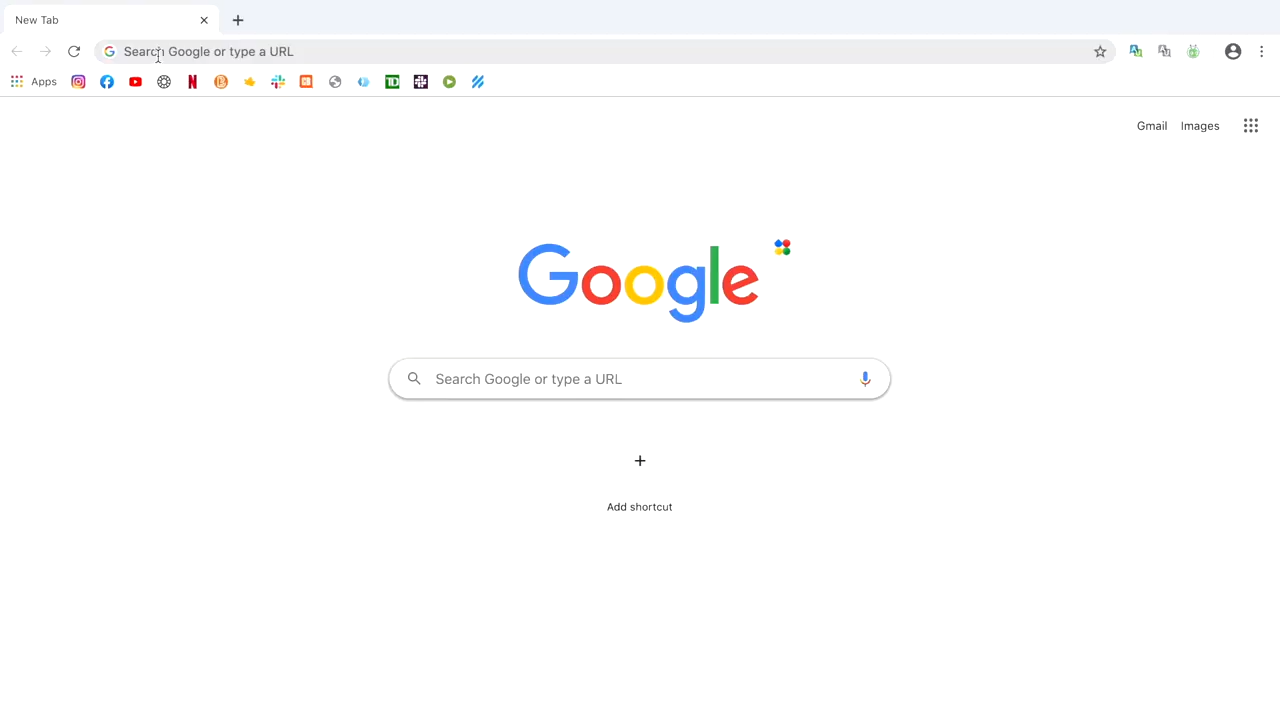 New Tab
Search Google or type a URL
Apps
Gmail Images
Google
Search Google or type a URL
Add shortcut